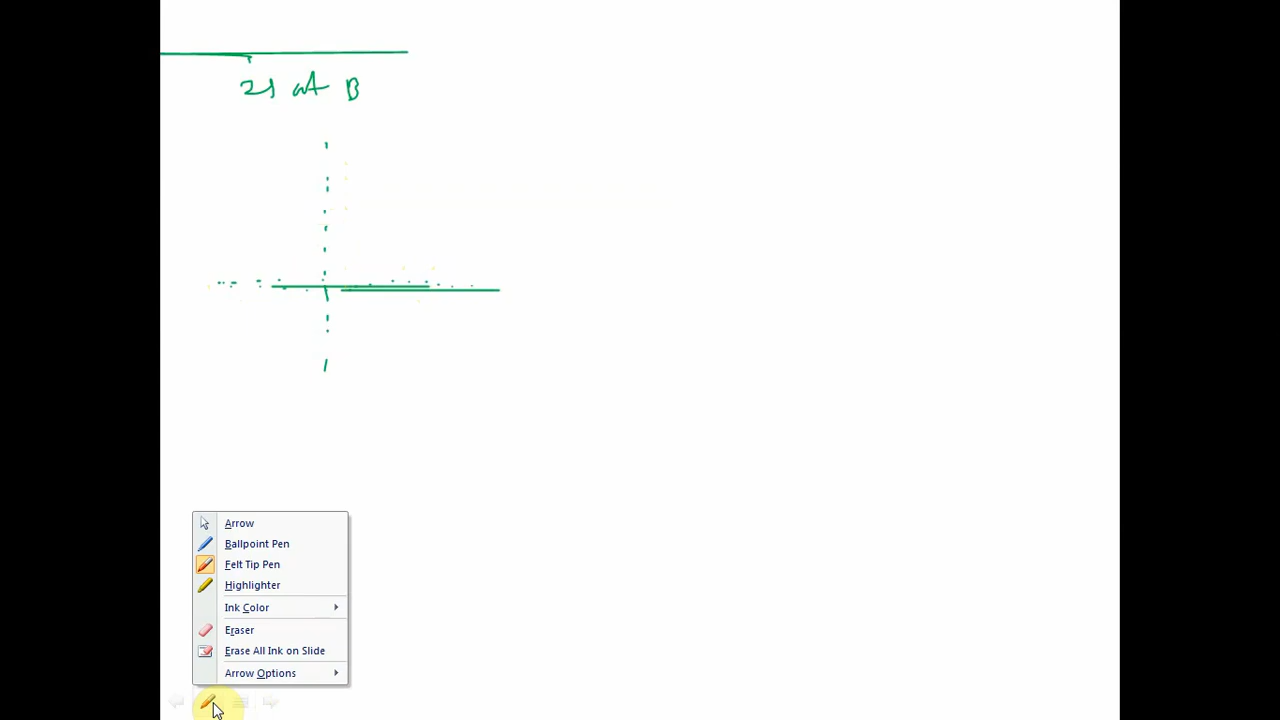 21 at B
Arrow
Ballpoint Pen
Felt Tip Pen
Highlighter
Ink Color
Eraser
Erase All Ink on Slide
Arrow Options